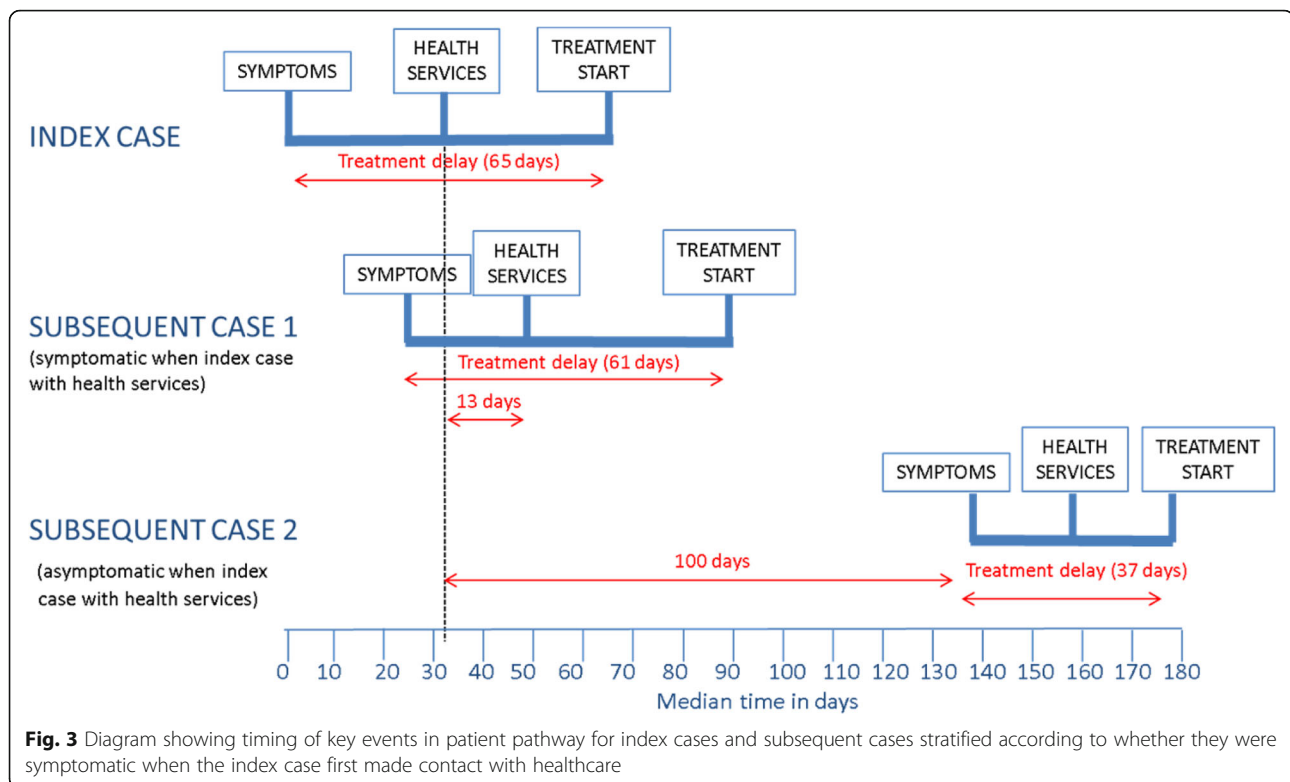 SYMPTOMS
HEALTH
SERVICES
TREATMENT
START
INDEX CASE
Treatment delay (65 days)
SYMPTOMS
HEALTH
SERVICES
TREATMENT
START
SUBSEQUENT CASE 1
(symptomatic when index case
with health services)
Treatment delay (61 days)
13 days
SYMPTOMS
HEALTH
SERVICES
TREATMENT
START
SUBSEQUENT CASE 2
(asymptomatic when index
case with health services)
100 days
Treatment delay (37 days)
0 10 20 30 40 50 60 70 80 90 100 110 120 130 140 150 160 170 180
Median time in days
Fig. 3 Diagram showing timing of key events in patient pathway for index cases and subsequent cases stratified according to whether they were
symptomatic when the index case first made contact with healthcare